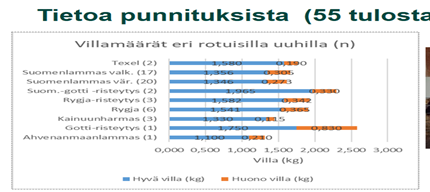 Tietoa punnituksista (55 tulosta
Villamäärät eri rotuisilla uuhilla (n)
Texel (2) 1,580 0,190
Suomenlammas valk. (17) 1,356 0,305
Suomenlammas vär. (20) 1,346 0,273
Suom.-gotti -risteytys (2) 1,965 0,330
Rygja-risteytys (3) 1,582 0,342
Rygja (6) 1,541 0,365
Kainuunharmas (3) 1,330 0,115
Gotti-risteytys (1) 1,750 0,830
Ahvenanmaanlammas (1) 1,100 0,210
0,000 0,500 1,000 1,500 2,000 2,500 3,000
Villa (kg)
Hyvä villa (kg) Huono villa (kg)